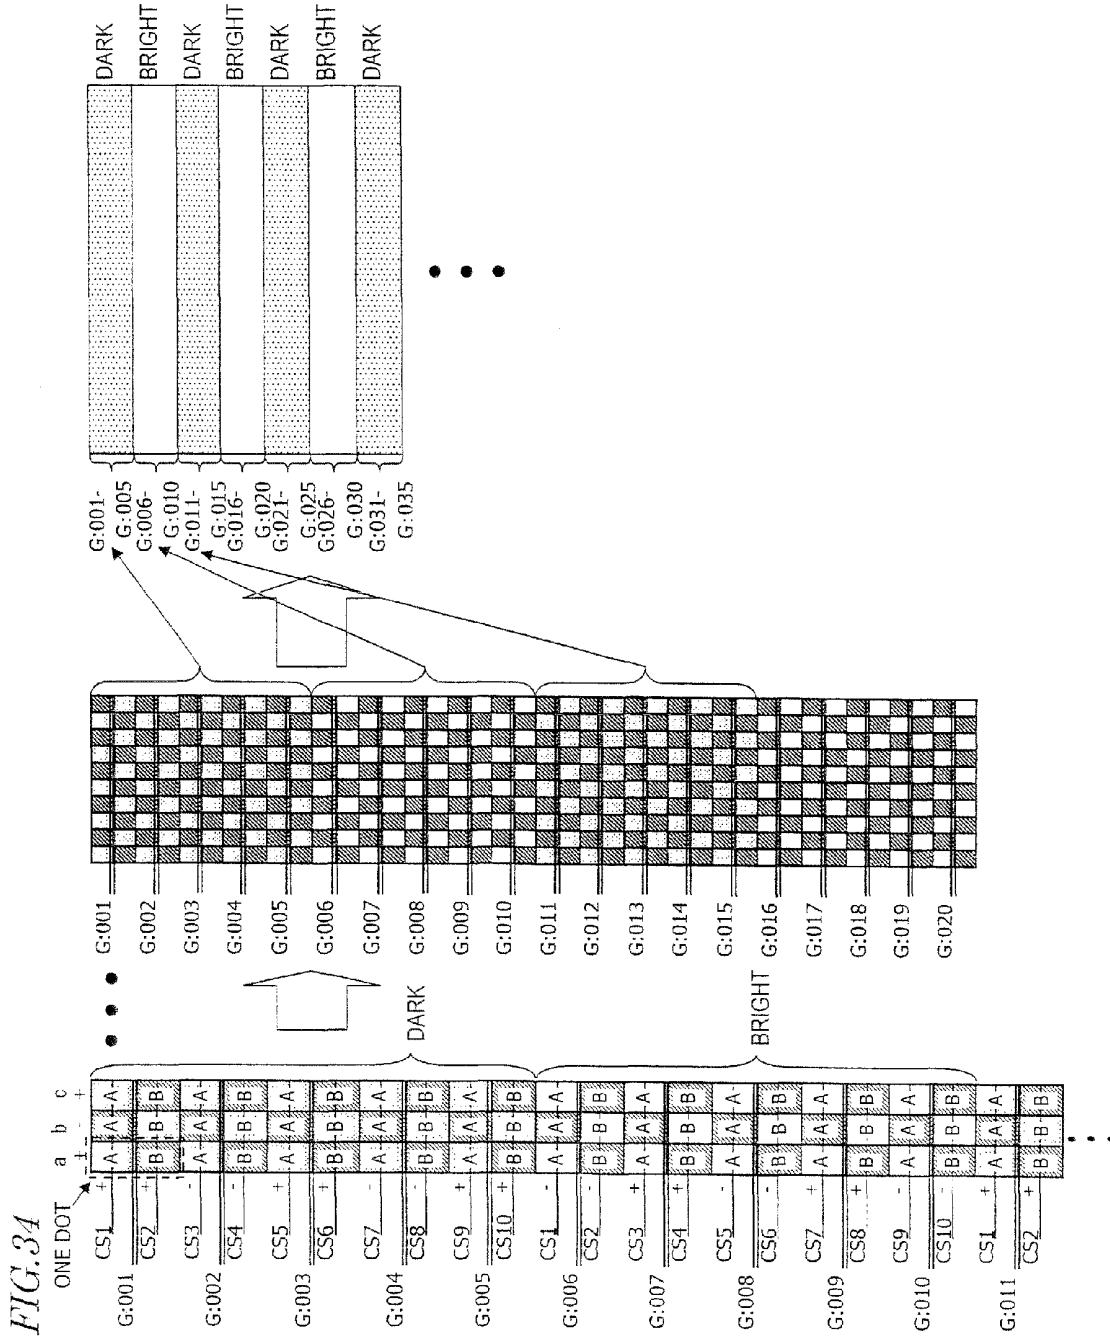 FIG.34
ONE DOT
a b c
+ - +
CS1 + A A A
G:001
CS2 + B B B
CS3 - A A A
G:002
CS4 - B B B
CS5 + A A A
G:003
CS6 + B B B
CS7 - A A A
G:004
CS8 - B B B
CS9 + A A A
G:005
CS10 + B B B
CS1 - A A A
G:006
CS2 - B B B
CS3 + A A A
G:007
CS4 + B B B
CS5 - A A A
G:008
CS6 - B B B
CS7 + A A A
G:009
CS8 + B B B
CS9 - A A A
G:010
CS10 - B B B
CS1 + A A A
G:011
CS2 + B B B
DARK
BRIGHT
G:001
G:002
G:003
G:004
G:005
G:006
G:007
G:008
G:009
G:010
G:011
G:012
G:013
G:014
G:015
G:016
G:017
G:018
G:019
G:020
G:001-
G:005
G:006-
G:010
G:011-
G:015
G:016-
G:020
G:021-
G:025
G:026-
G:030
G:031-
G:035
DARK
BRIGHT
DARK
BRIGHT
DARK
BRIGHT
DARK